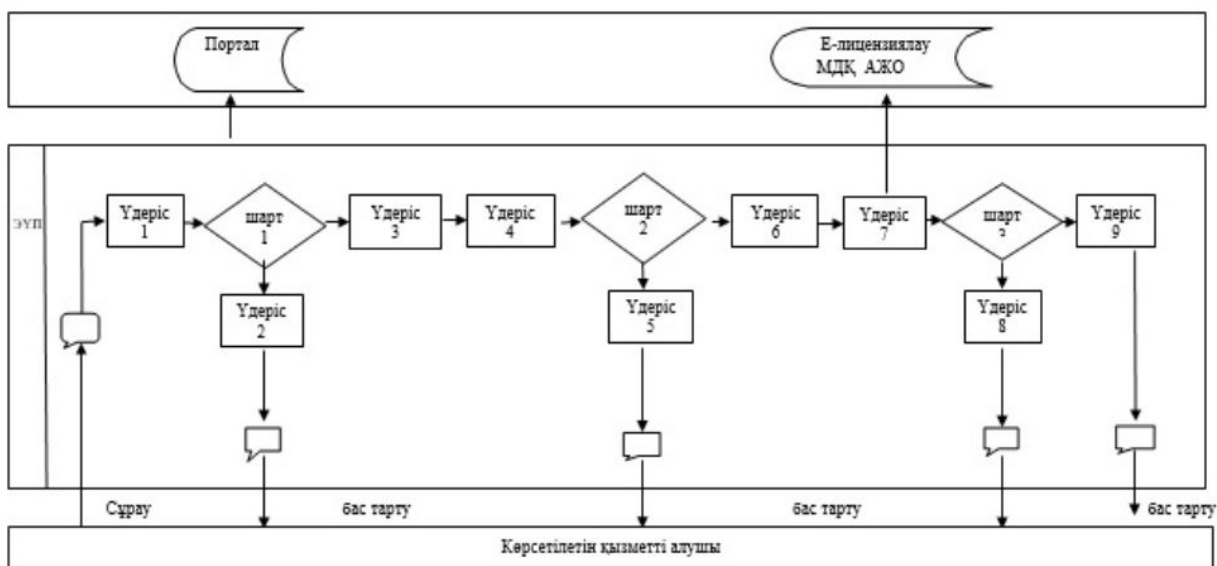 Портал
Е-лицензиялау
МДҚ АЖО
ЭҮП
Үдеріс
1
шарт
1
Үдеріс
3
Үдеріс
4
шарт
2
Үдеріс
6
Үдеріс
7
шарт
Үдеріс
9
Үдеріс
2
Үдеріс
5
Үдеріс
8
Сұрау
бас тарту
бас тарту
бас тарту
Көрсетілетін қызметті алушы